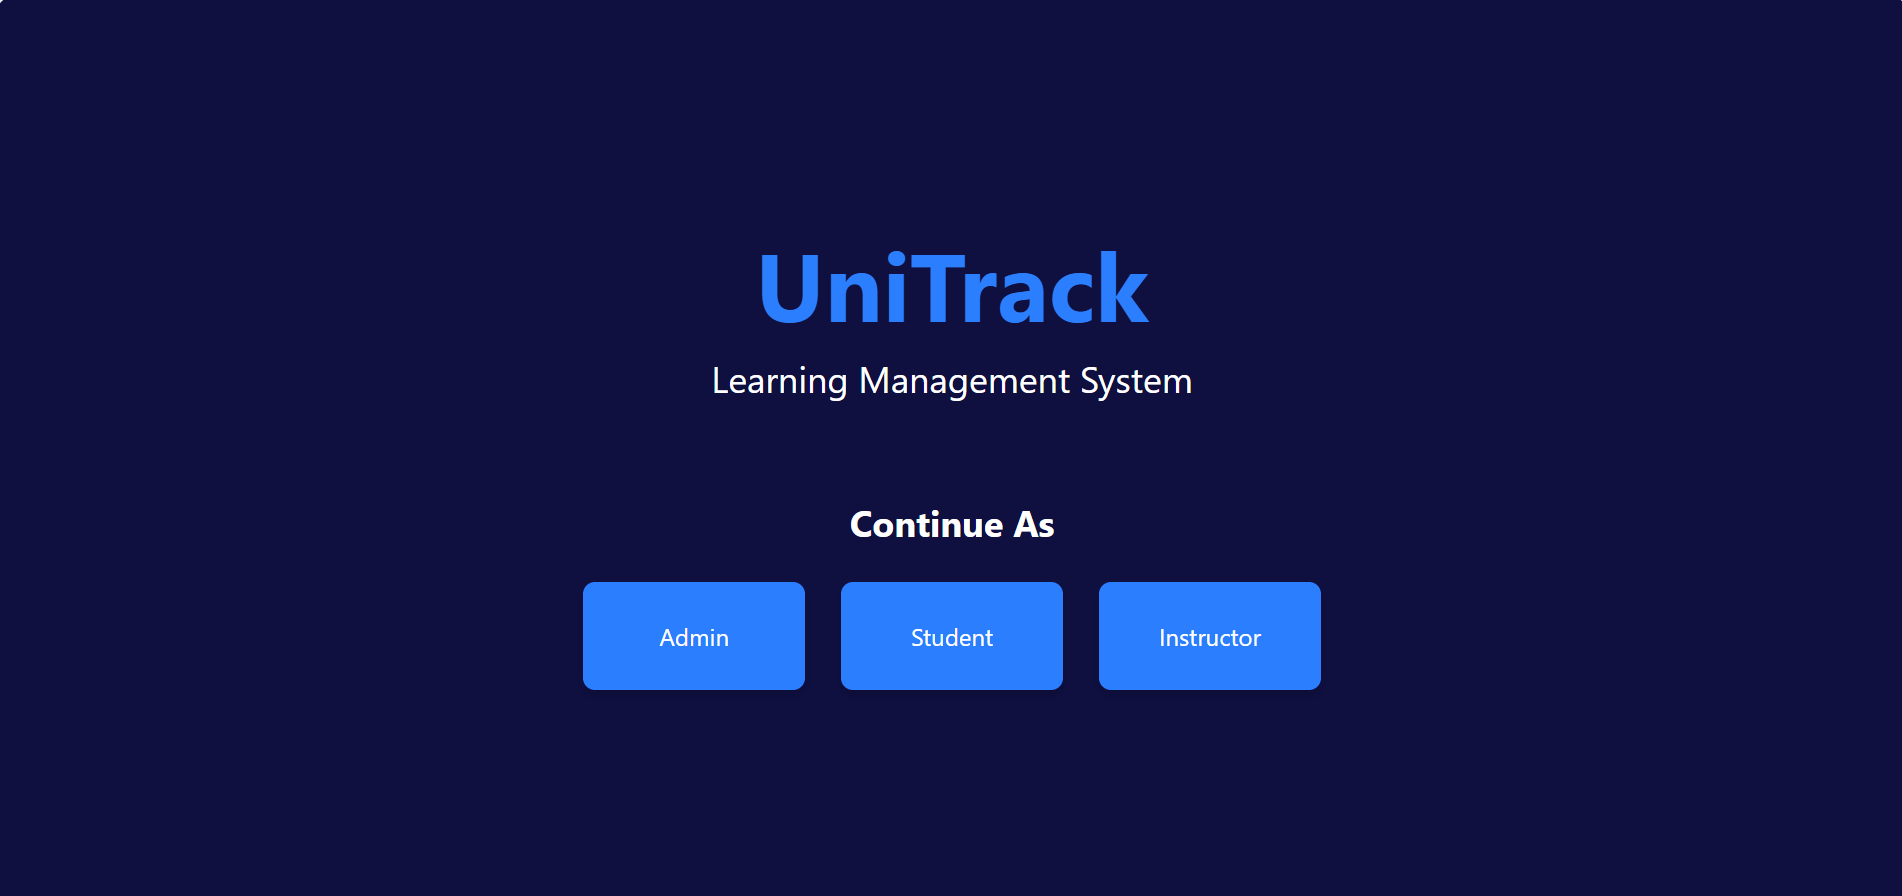 UniTrack
Learning Management System
Continue As
Admin
Student
Instructor